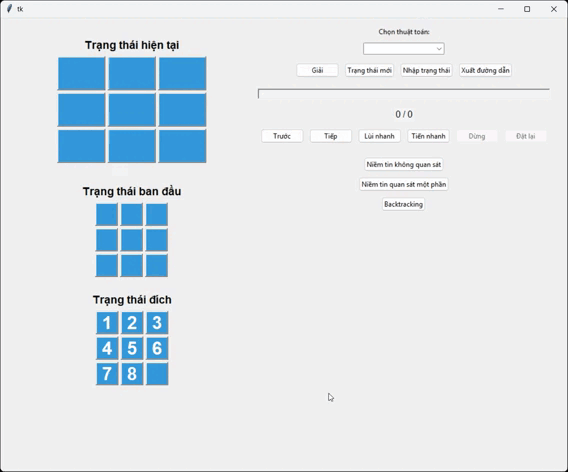 tk
Trạng thái hiện tại
Trạng thái ban đầu
Trạng thái đích
1 2 3
4 5 6
7 8
Chọn thuật toán:
Giải Trạng thái mới Nhập trạng thái Xuất đường dẫn
0 / 0
Trước Tiếp Lùi nhanh Tiến nhanh Dừng Đặt lại
Niềm tin không quan sát
Niềm tin quan sát một phần
Backtracking